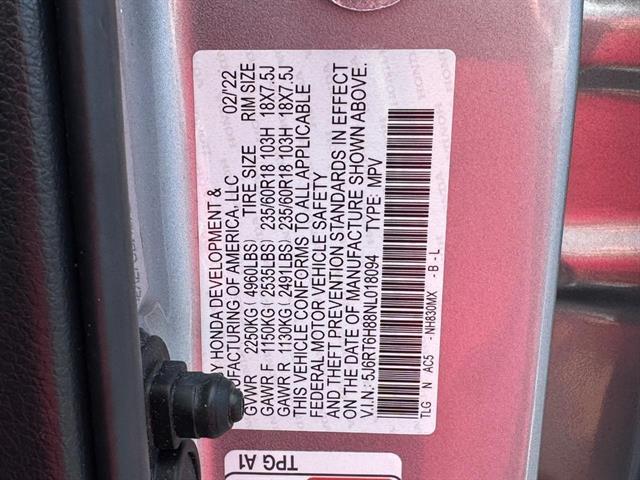 Y HONDA DEVELOPMENT &
FACTURING OF AMERICA, LLC 02/'22
GVWR 2250KG ( 4960LBS) TIRE SIZE RIM SIZE
GAWR F 1150KG ( 2535LBS) 235/60R18 103H 18X7.5J
GAWR R 1130KG ( 2491LBS) 235/60R18 103H 18X7.5J
THIS VEHICLE CONFORMS TO ALL APPLICABLE
FEDERAL MOTOR VEHICLE SAFETY
AND THEFT PREVENTION STANDARDS IN EFFECT
ON THE DATE OF MANUFACTURE SHOWN ABOVE.
V.I.N.: 5J6RT6H88NL018094 TYPE: MPV
TLG N AC5 - NH830MX - B - L
TPG A1